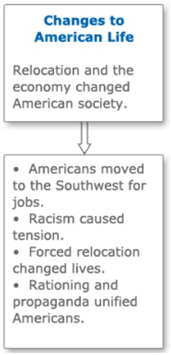 Changes to
American Life
Relocation and the
economy changed
American society.
• Americans moved
to the Southwest for
jobs.
• Racism caused
tension.
• Forced relocation
changed lives.
• Rationing and
propaganda unified
Americans.